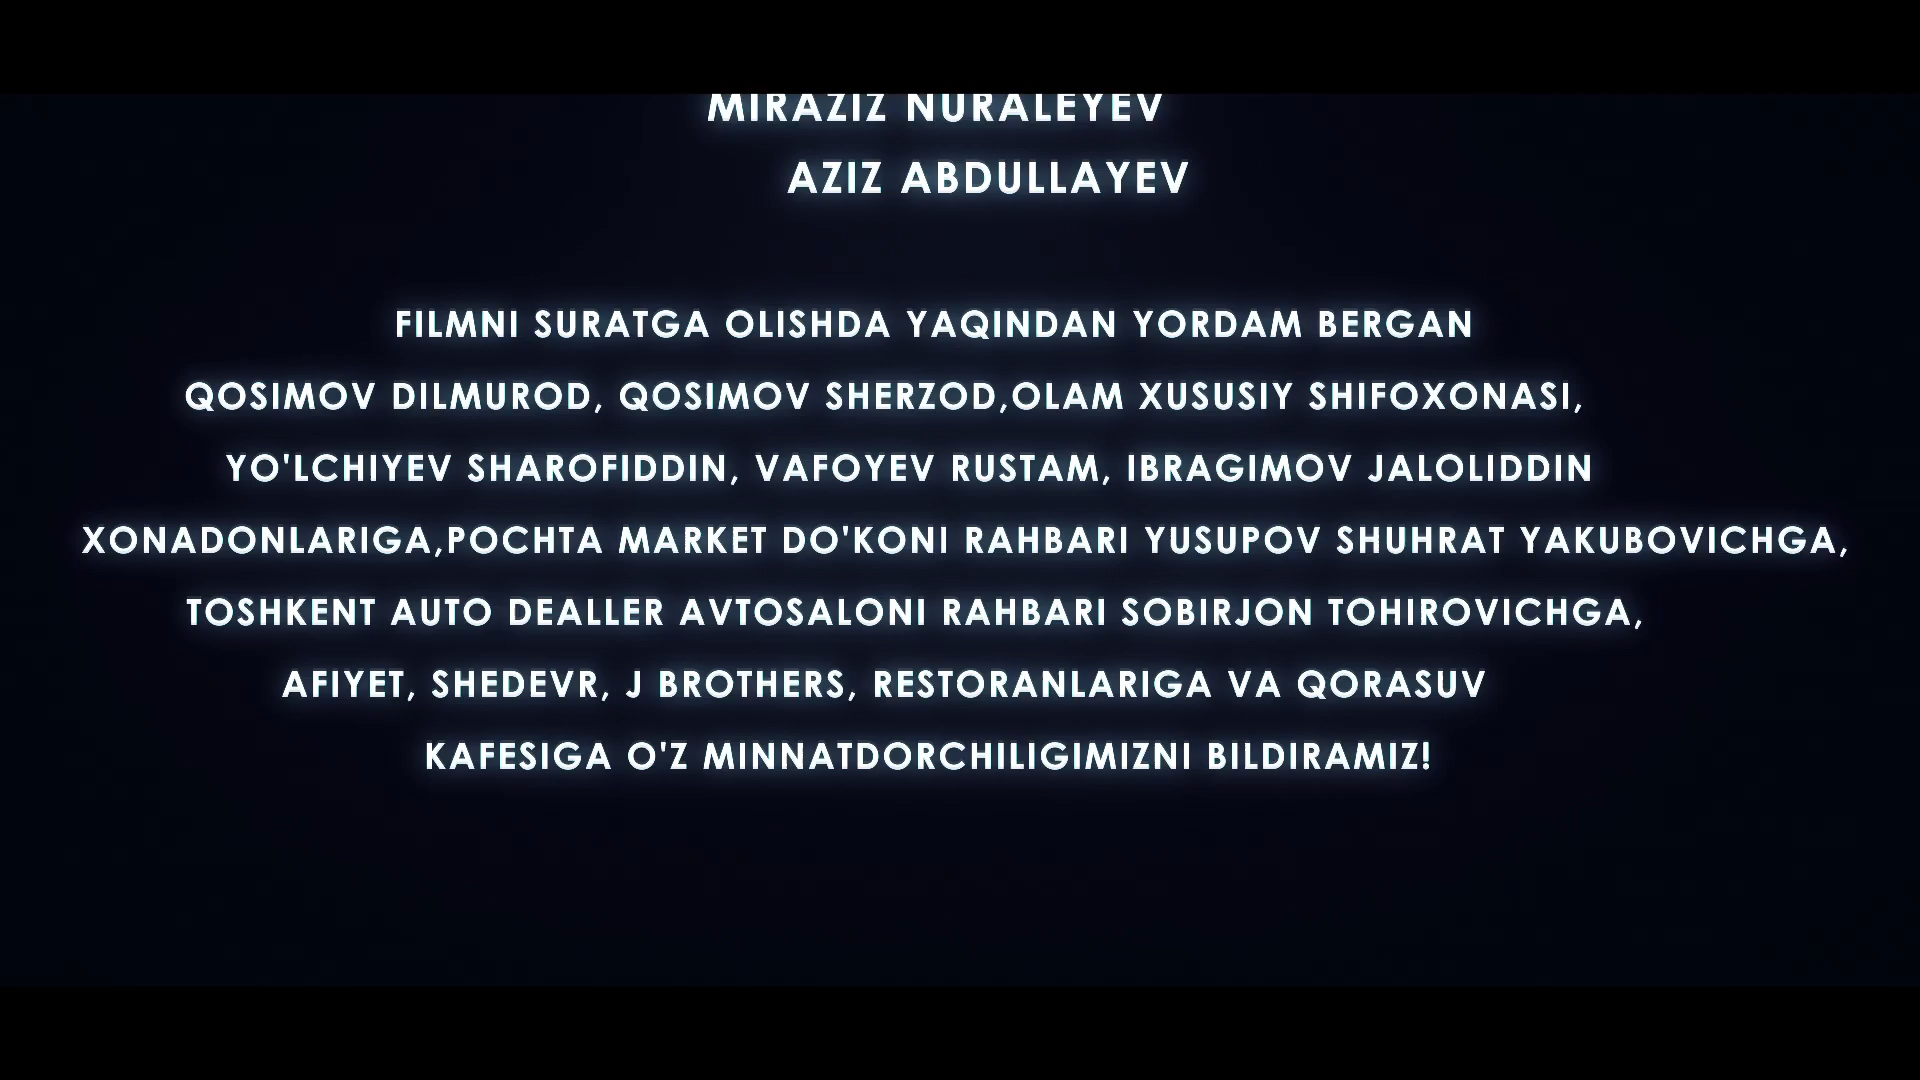 MIRAZIZ NURALEYEV
AZIZ ABDULLAYEV
FILMNI SURATGA OLISHDA YAQINDAN YORDAM BERGAN
QOSIMOV DILMUROD, QOSIMOV SHERZOD,OLAM XUSUSIY SHIFOXONASI,
YO'LCHIYEV SHAROFIDDIN, VAFOYEV RUSTAM, IBRAGIMOV JALOLIDDIN
XONADONLARIGA,POCHTA MARKET DO'KONI RAHBARI YUSUPOV SHUHRAT YAKUBOVICHGA,
TOSHKENT AUTO DEALLER AVTOSALONI RAHBARI SOBIRJON TOHIROVICHGA,
AFIYET, SHEDEVR, J BROTHERS, RESTORANLARIGA VA QORASUV
KAFESIGA O'Z MINNATDORCHILIGIMIZNI BILDIRAMIZ!